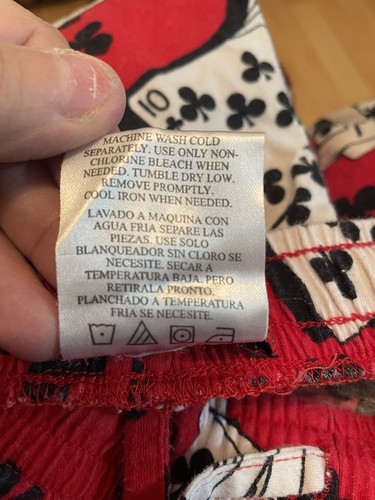 10
MACHINE WASH COLD
SEPARATELY. USE ONLY NON-
CHLORINE BLEACH WHEN
NEEDED. TUMBLE DRY LOW.
REMOVE PROMPTLY.
COOL IRON WHEN NEEDED.
LAVADO A MAQUINA CON
AGUA FRIA SEPARE LAS
PIEZAS. USE SOLO
BLANQUEADOR SIN CLORO SE
NECESITE. SECAR A
TEMPERATURA BAJA. PERO
RETIRALA PRONTO.
PLANCHADO A TEMPERATURA
FRIA SE NECESITE.